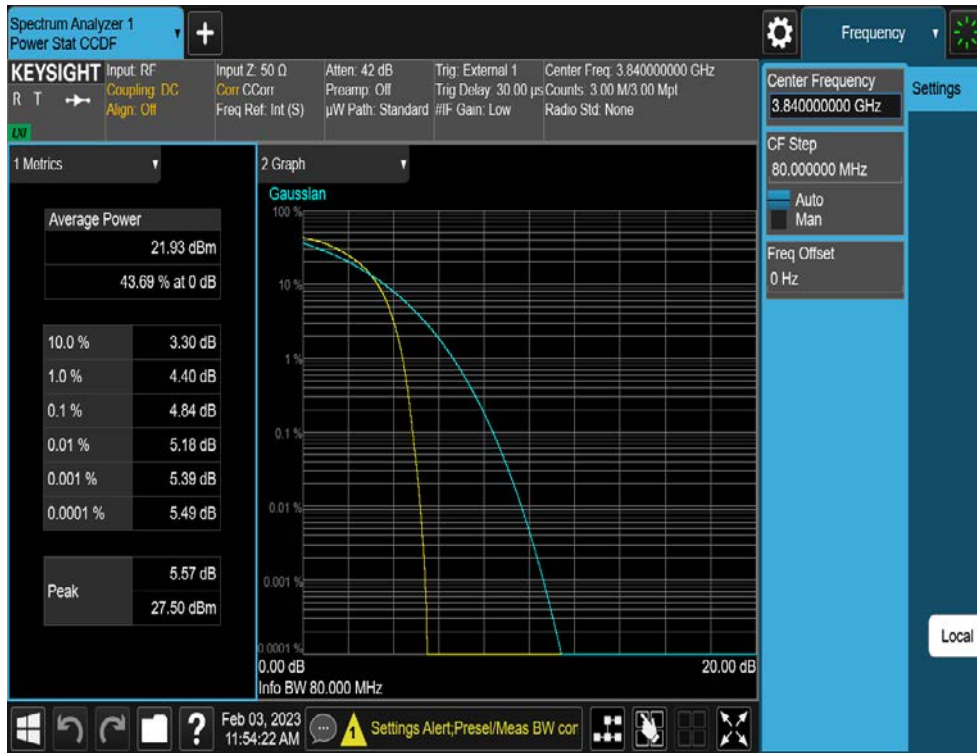 Spectrum Analyzer 1
Power Stat CCDF
+
Frequency
KEYSIGHT
R T
LXI
Input: RF
Coupling: DC
Align: Off
Input Z: 50 Ω
Corr CCorr
Freq Ref: Int (S)
Atten: 42 dB
Preamp: Off
µW Path: Standard
Trig: External 1
Trig Delay: 30.00 µs
#IF Gain: Low
Center Freq: 3.840000000 GHz
Counts: 3.00 M/3.00 Mpt
Radio Std: None
Center Frequency
3.840000000 GHz
Settings
CF Step
80.000000 MHz
Auto
Man
Freq Offset
0 Hz
Local
1 Metrics
Average Power
21.93 dBm
43.69 % at 0 dB
10.0 % 3.30 dB
1.0 % 4.40 dB
0.1 % 4.84 dB
0.01 % 5.18 dB
0.001 % 5.39 dB
0.0001 % 5.49 dB
Peak
5.57 dB
27.50 dBm
2 Graph
Gaussian
100 %
10 %
1 %
0.1 %
0.01 %
0.001 %
0.0001 %
0.00 dB 20.00 dB
Info BW 80.000 MHz
?
Feb 03, 2023
11:54:22 AM
1
Settings Alert;Presel/Meas BW cor